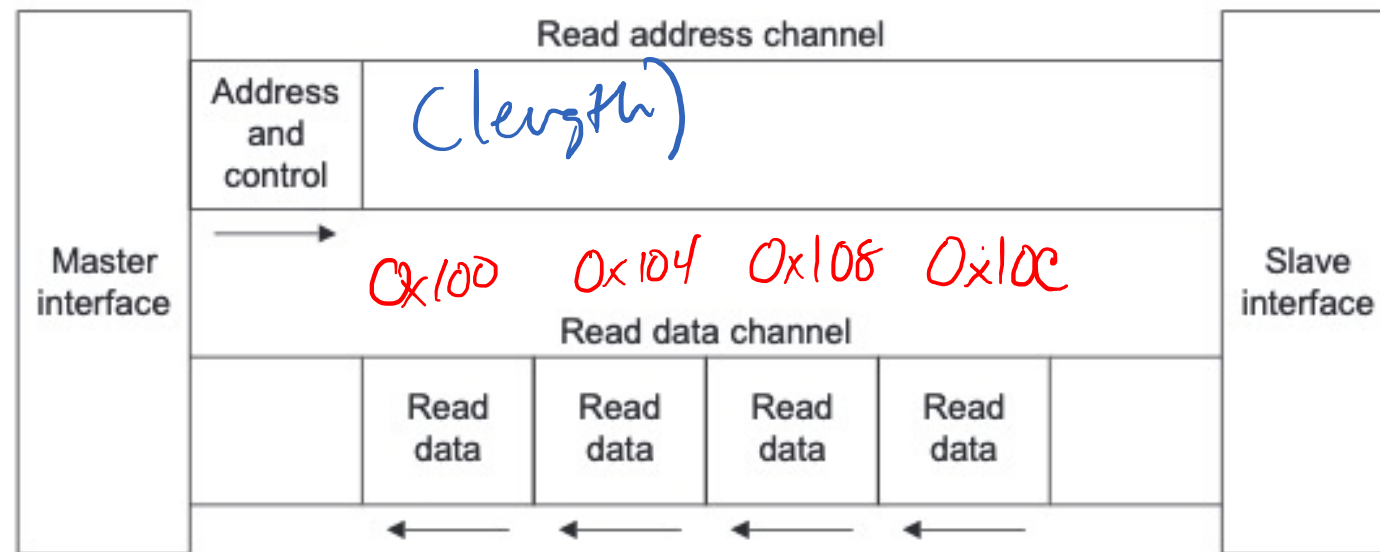 Read address channel
Address and control
(length)
Master interface
Slave interface
0x100 0x104 0x108 0x10C
Read data channel
Read data Read data Read data Read data